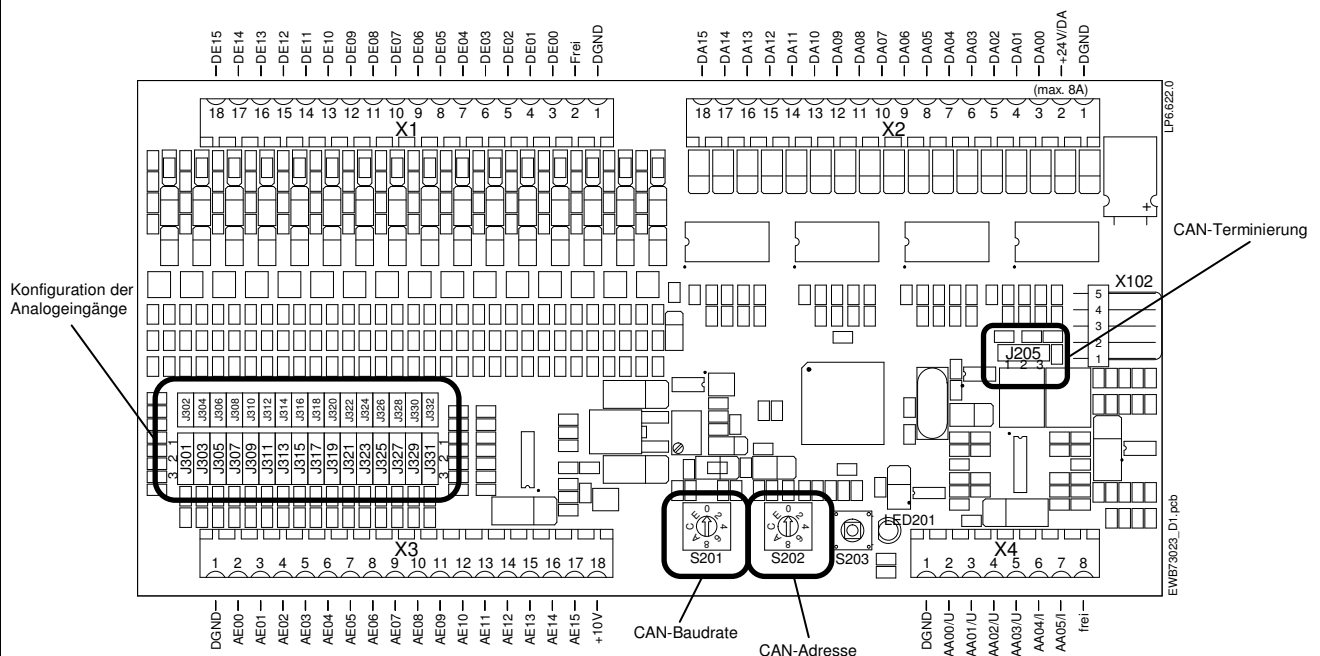 DE15 DE14 DE13 DE12 DE11 DE10 DE09 DE08 DE07 DE06 DE05 DE04 DE03 DE02 DE01 DE00 Frei DGND
DA15 DA14 DA13 DA12 DA11 DA10 DA09 DA08 DA07 DA06 DA05 DA04 DA03 DA02 DA01 DA00 +24V/DA DGND
(max. 8A)
LP6.622.0
18 17 16 15 14 13 12 11 10 9 8 7 6 5 4 3 2 1
X1
18 17 16 15 14 13 12 11 10 9 8 7 6 5 4 3 2 1
X2
+
CAN-Terminierung
X102
5
4
3
2
1
Konfiguration der
Analogeingänge
J205
1 2 3
J302 J304 J306 J308 J310 J312 J314 J316 J318 J320 J322 J324 J326 J328 J330 J332
3 2 1
J301 J303 J305 J307 J309 J311 J313 J315 J317 J319 J321 J323 J325 J327 J329 J331
3 2 1
0 2 4 6 8 A C E
S201
0 2 4 6 8 A C E
S202
S203
LED201
EWB73023_D1.pcb
X3
1 2 3 4 5 6 7 8 9 10 11 12 13 14 15 16 17 18
X4
1 2 3 4 5 6 7 8
DGND AE00 AE01 AE02 AE03 AE04 AE05 AE06 AE07 AE08 AE09 AE10 AE11 AE12 AE13 AE14 AE15 +10V
CAN-Baudrate
CAN-Adresse
DGND AA00/U AA01/U AA02/U AA03/U AA04/I AA05/I frei